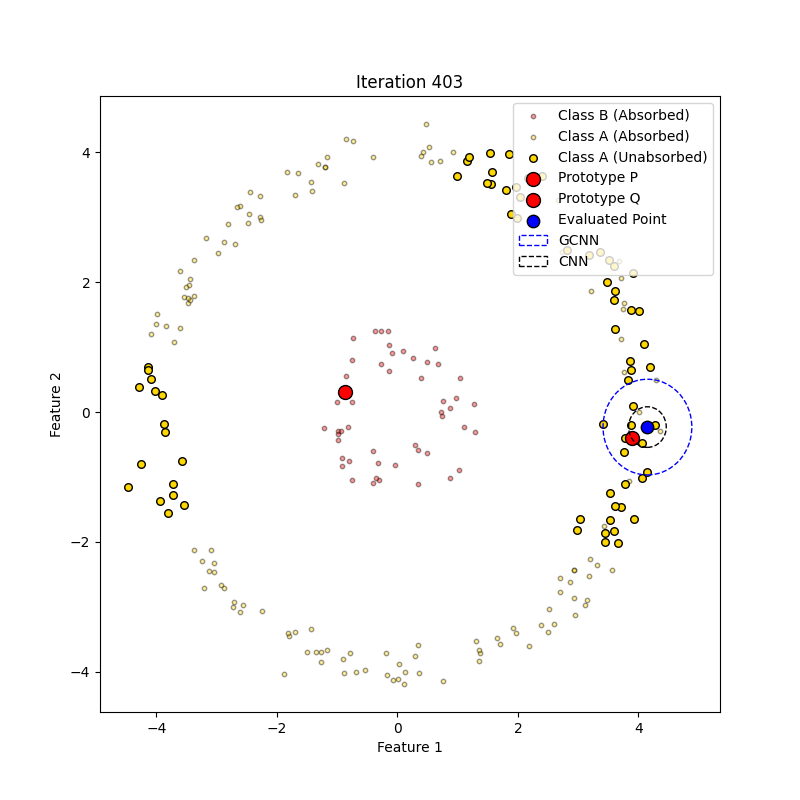 Iteration 403
Class B (Absorbed)
Class A (Absorbed)
Class A (Unabsorbed)
Prototype P
Prototype Q
Evaluated Point
GCNN
CNN
4
2
0
−2
−4
Feature 2
−4
−2
0
2
4
Feature 1